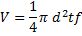 V = 1/4 π d²tf